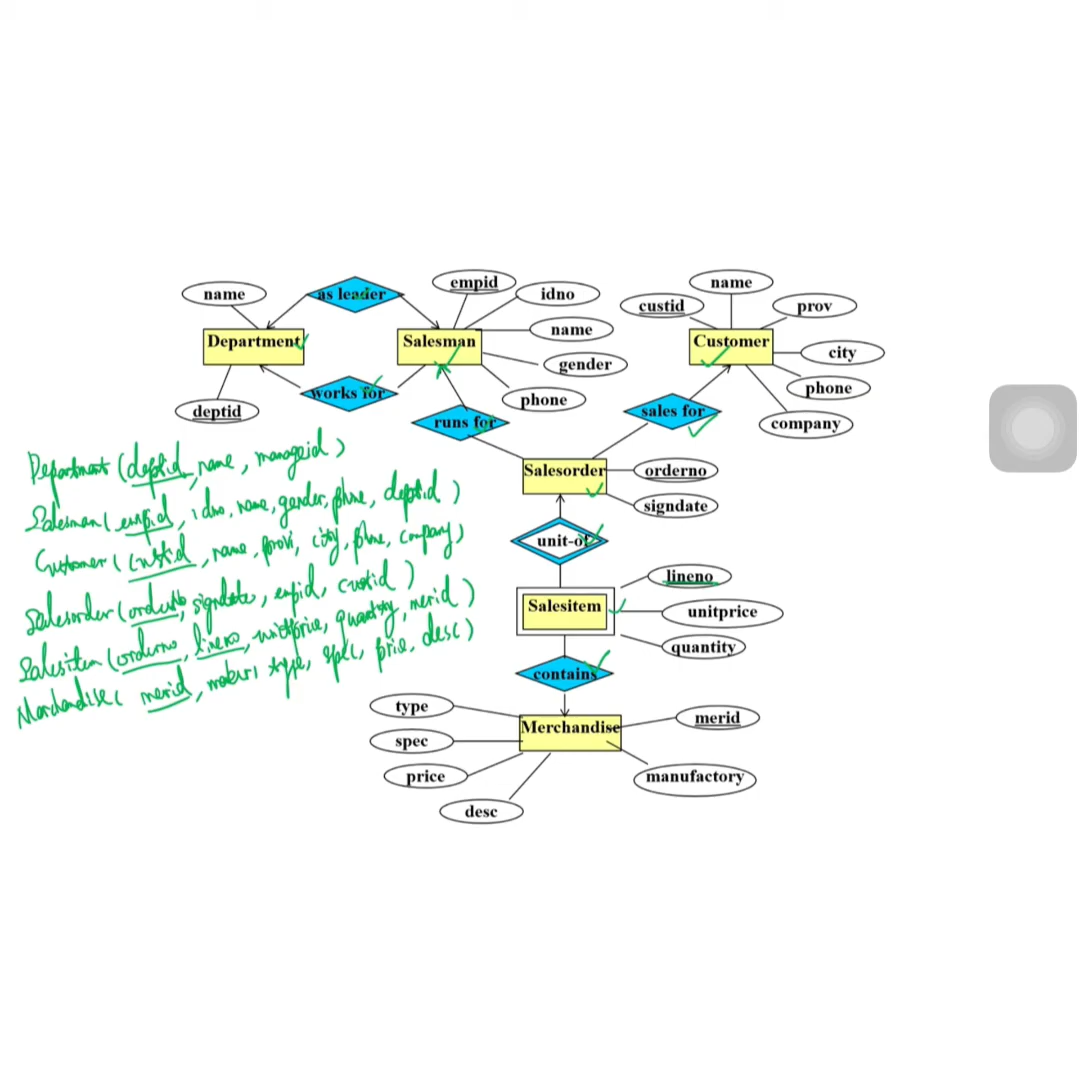 empid
name
as leader
name
idno
custid
prov
name
Department
Salesman
Customer
city
gender
works for
phone
phone
deptid
runs for
sales for
company
Department (deptid, name, manageid)
Salesorder
orderno
Salesman (empid, idno, name, gender, phone, deptid)
signdate
Customer (custid, name, provi, city, phone, company)
unit-of
Salesorder (orderno, signdate, empid, custid)
lineno
Salesitem
unitprice
Salesitem (orderno, lineno, unitprice, quantity, merid)
quantity
Merchandise (merid, type, spec, price, desc)
contains
type
merid
Merchandise
spec
price
manufactory
desc